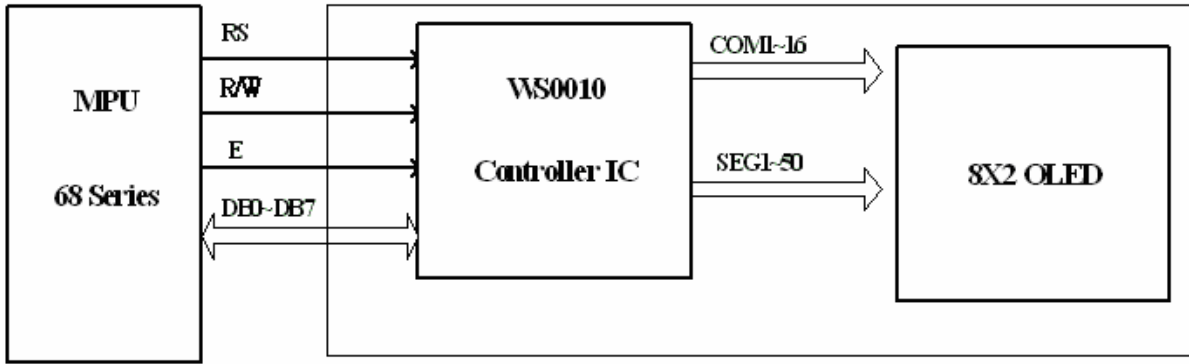 RS
COM1~16
R/W
MPU
WS0010
E
SEG1~50
Controller IC
8X2 OLED
68 Series
DB0~DB7